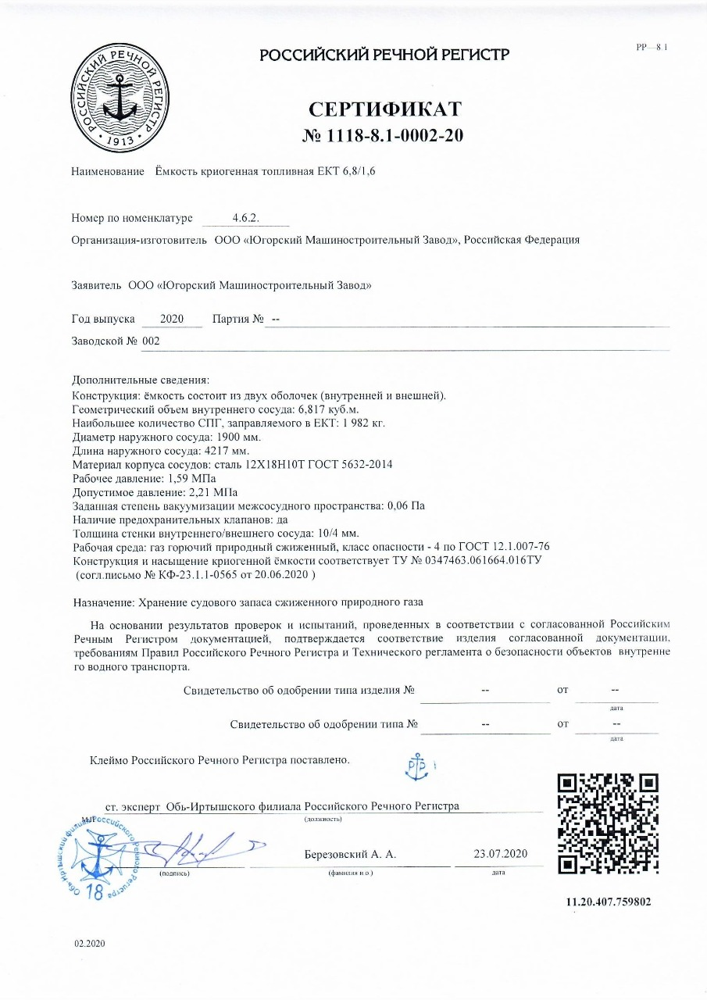 РР—8.1
РОССИЙСКИЙ РЕЧНОЙ РЕГИСТР
РОССИЙСКИЙ РЕЧНОЙ РЕГИСТР
• 1913 •
СЕРТИФИКАТ
№ 1118-8.1-0002-20
Наименование Ёмкость криогенная топливная ЕКТ 6,8/1,6
Номер по номенклатуре 4.6.2.
Организация-изготовитель ООО «Югорский Машиностроительный Завод», Российская Федерация
Заявитель ООО «Югорский Машиностроительный Завод»
Год выпуска 2020 Партия № --
Заводской № 002
Дополнительные сведения:
Конструкция: ёмкость состоит из двух оболочек (внутренней и внешней).
Геометрический объем внутреннего сосуда: 6,817 куб.м.
Наибольшее количество СПГ, заправляемого в ЕКТ: 1 982 кг.
Диаметр наружного сосуда: 1900 мм.
Длина наружного сосуда: 4217 мм.
Материал корпуса сосудов: сталь 12Х18Н10Т ГОСТ 5632-2014
Рабочее давление: 1,59 МПа
Допустимое давление: 2,21 МПа
Заданная степень вакуумизации межсосудного пространства: 0,06 Па
Наличие предохранительных клапанов: да
Толщина стенки внутреннего/внешнего сосуда: 10/4 мм.
Рабочая среда: газ горючий природный сжиженный, класс опасности - 4 по ГОСТ 12.1.007-76
Конструкция и насыщение криогенной ёмкости соответствует ТУ № 0347463.061664.016ТУ
(согл.письмо № КФ-23.1.1-0565 от 20.06.2020 )
Назначение: Хранение судового запаса сжиженного природного газа
На основании результатов проверок и испытаний, проведенных в соответствии с согласованной Российским
Речным Регистром документацией, подтверждается соответствие изделия согласованной документации,
требованиям Правил Российского Речного Регистра и Технического регламента о безопасности объектов внутренне
го водного транспорта.
Свидетельство об одобрении типа изделия № -- от --
дата
Свидетельство об одобрении типа № -- от --
дата
Клеймо Российского Речного Регистра поставлено.
РР
ст. эксперт Обь-Иртышского филиала Российского Речного Регистра
М.П.
(должность)
Обь-Иртышский филиал Российского Речного Регистра
18
Березовский А. А. 23.07.2020
(подпись) (фамилия и.о.) дата
11.20.407.759802
02.2020